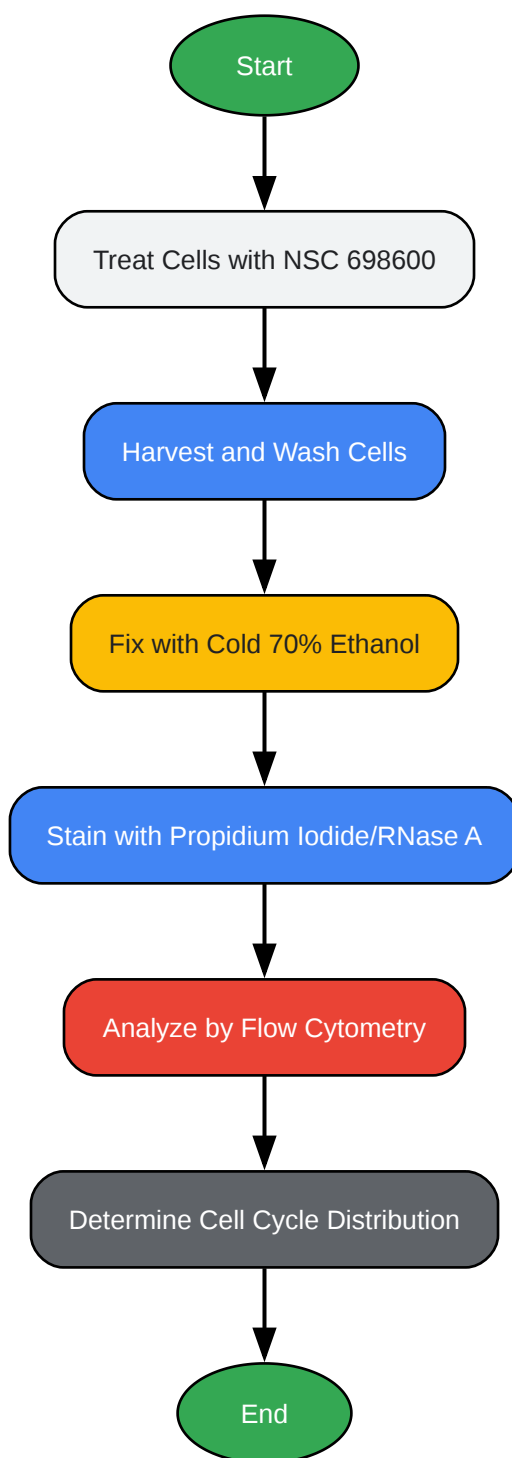 Start
Treat Cells with NSC 698600
Harvest and Wash Cells
Fix with Cold 70% Ethanol
Stain with Propidium Iodide/RNase A
Analyze by Flow Cytometry
Determine Cell Cycle Distribution
End